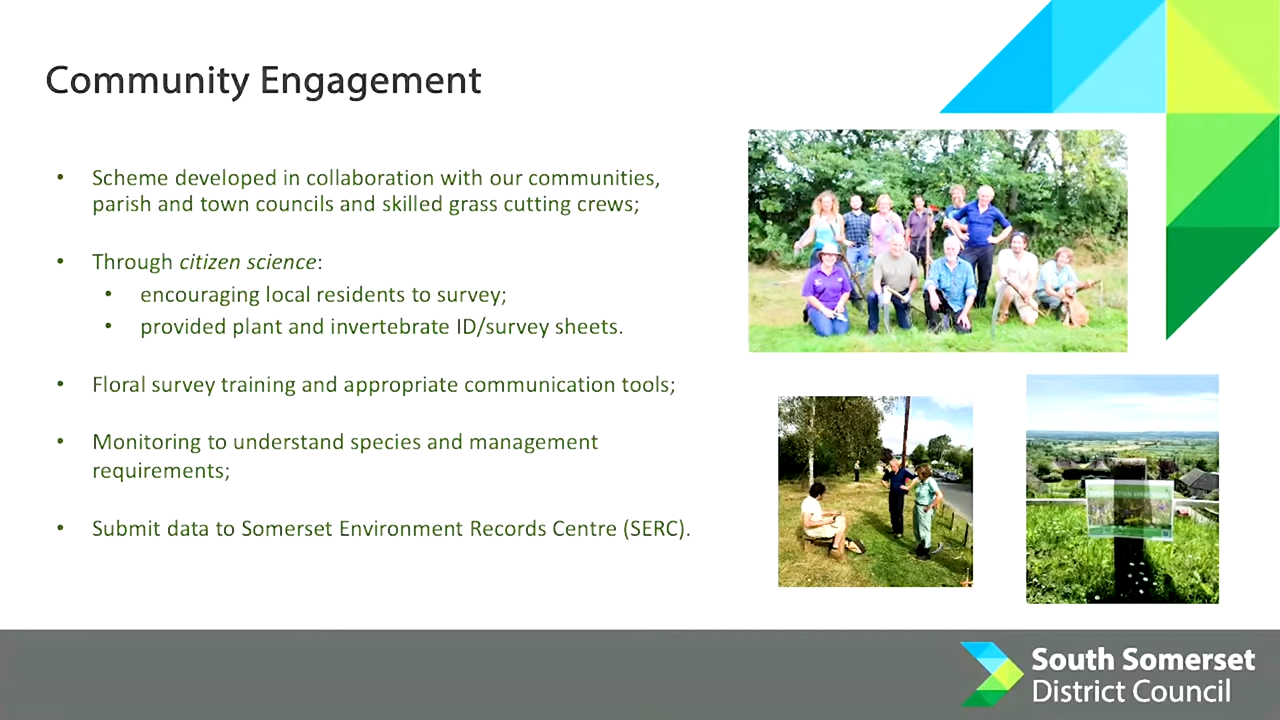 Community Engagement
• Scheme developed in collaboration with our communities,
parish and town councils and skilled grass cutting crews;
• Through citizen science:
• encouraging local residents to survey;
• provided plant and invertebrate ID/survey sheets.
• Floral survey training and appropriate communication tools;
• Monitoring to understand species and management
requirements;
• Submit data to Somerset Environment Records Centre (SERC).
South Somerset
District Council